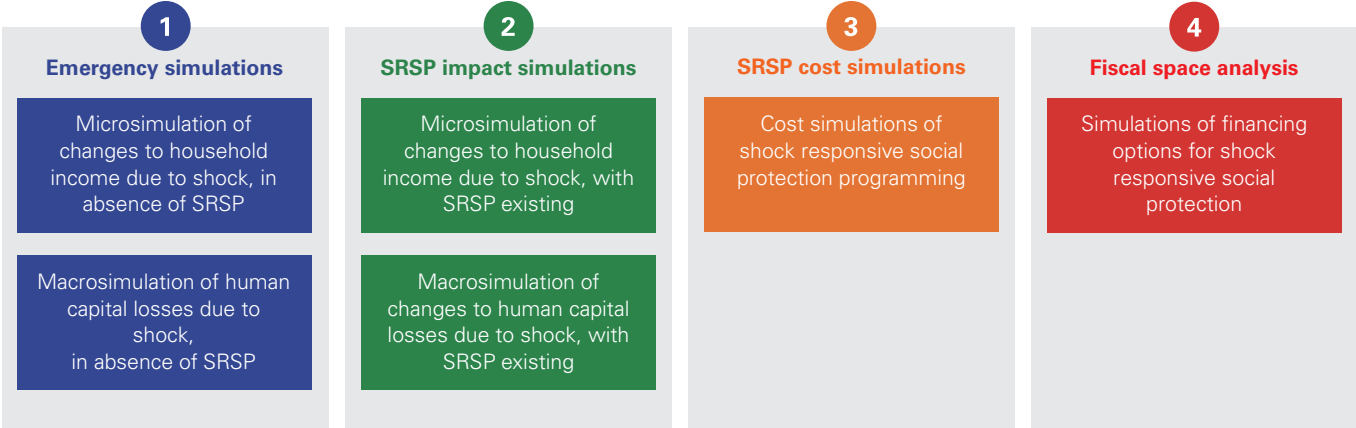 1
Emergency simulations
Microsimulation of
changes to household
income due to shock, in
absence of SRSP
Macrosimulation of human
capital losses due to
shock,
in absence of SRSP
2
SRSP impact simulations
Microsimulation of
changes to household
income due to shock, with
SRSP existing
Macrosimulation of
changes to human capital
losses due to shock, with
SRSP existing
3
SRSP cost simulations
Cost simulations of
shock responsive social
protection programming
4
Fiscal space analysis
Simulations of financing
options for shock
responsive social
protection